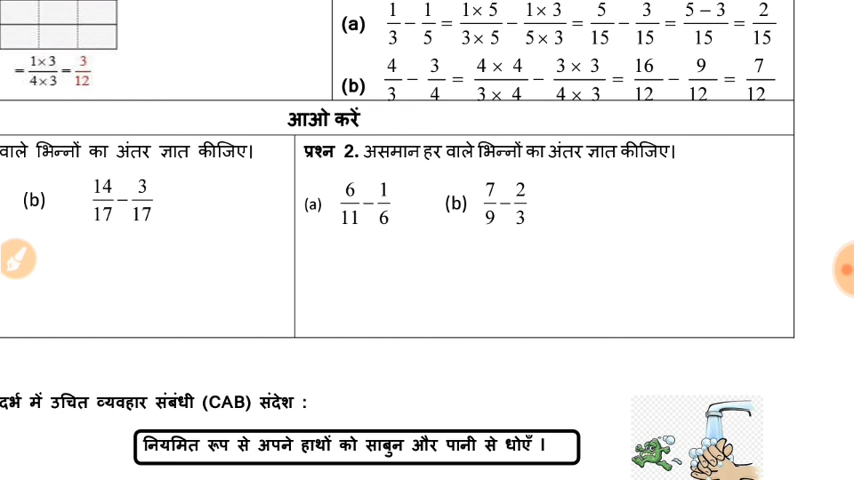 (a) 1/3 − 1/5 = 1 × 5/3 × 5 − 1 × 3/5 × 3 = 5/15 − 3/15 = 5 − 3/15 = 2/15
= 1×3/4×3 = 3/12
(b) 4/3 − 3/4 = 4 × 4/3 × 4 − 3 × 3/4 × 3 = 16/12 − 9/12 = 7/12
आओ करें
वाले भिन्नों का अंतर ज्ञात कीजिए।
(b) 14/17 − 3/17
प्रश्न 2. असमान हर वाले भिन्नों का अंतर ज्ञात कीजिए।
(a) 6/11 − 1/6 (b) 7/9 − 2/3
दर्भ में उचित व्यवहार संबंधी (CAB) संदेश :
नियमित रूप से अपने हाथों को साबुन और पानी से धोएँ ।